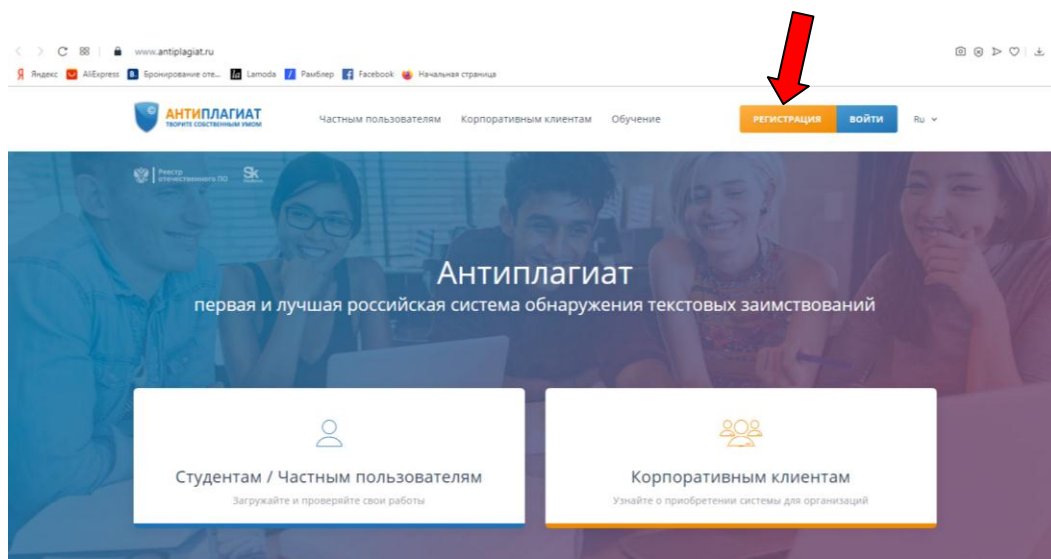 www.antiplagiat.ru
Яндекс AliExpress Бронирование оте... Lamoda Рамблер Facebook Начальная страница
АНТИПЛАГИАТ
ТВОРИТЕ СОБСТВЕННЫМ УМОМ
Частным пользователям Корпоративным клиентам Обучение РЕГИСТРАЦИЯ ВОЙТИ Ru
Реестр
отечественного ПО
Sk
Антиплагиат
первая и лучшая российская система обнаружения текстовых заимствований
Студентам / Частным пользователям
Загружайте и проверяйте свои работы
Корпоративным клиентам
Узнайте о приобретении системы для организаций